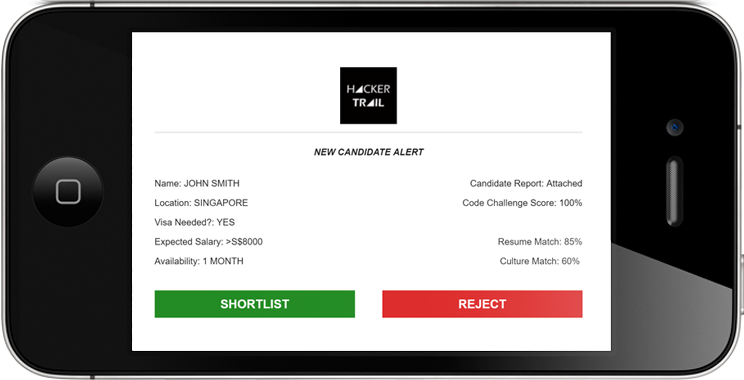 HACKER
TRAIL
NEW CANDIDATE ALERT
Name: JOHN SMITH
Candidate Report: Attached
Location: SINGAPORE
Code Challenge Score: 100%
Visa Needed?: YES
Expected Salary: >S$8000
Resume Match: 85%
Availability: 1 MONTH
Culture Match: 60%
SHORTLIST
REJECT